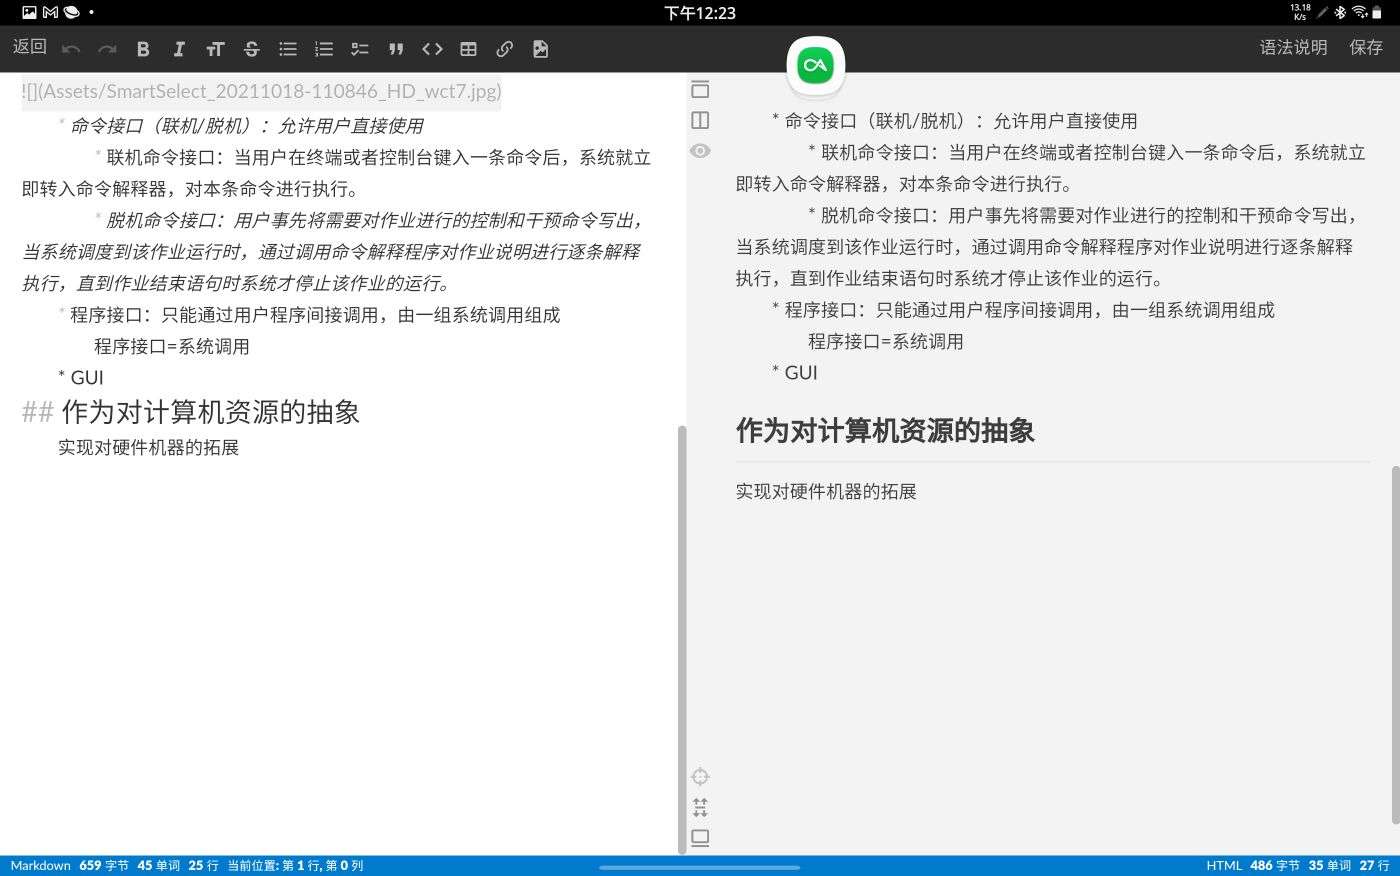 下午12:23
13.18
K/s
返回
语法说明 保存
![](Assets/SmartSelect_20211018-110846_HD_wct7.jpg)
* 命令接口（联机/脱机）：允许用户直接使用
* 联机命令接口：当用户在终端或者控制台键入一条命令后，系统就立
即转入命令解释器，对本条命令进行执行。
* 脱机命令接口：用户事先将需要对作业进行的控制和干预命令写出，
当系统调度到该作业运行时，通过调用命令解释程序对作业说明进行逐条解释
执行，直到作业结束语句时系统才停止该作业的运行。
* 程序接口：只能通过用户程序间接调用，由一组系统调用组成
程序接口=系统调用
* GUI
## 作为对计算机资源的抽象
实现对硬件机器的拓展
* 命令接口（联机/脱机）：允许用户直接使用
* 联机命令接口：当用户在终端或者控制台键入一条命令后，系统就立
即转入命令解释器，对本条命令进行执行。
* 脱机命令接口：用户事先将需要对作业进行的控制和干预命令写出，
当系统调度到该作业运行时，通过调用命令解释程序对作业说明进行逐条解释
执行，直到作业结束语句时系统才停止该作业的运行。
* 程序接口：只能通过用户程序间接调用，由一组系统调用组成
程序接口=系统调用
* GUI
作为对计算机资源的抽象
实现对硬件机器的拓展
Markdown 659 字节 45 单词 25 行 当前位置: 第 1 行, 第 0 列
HTML 486 字节 35 单词 27 行